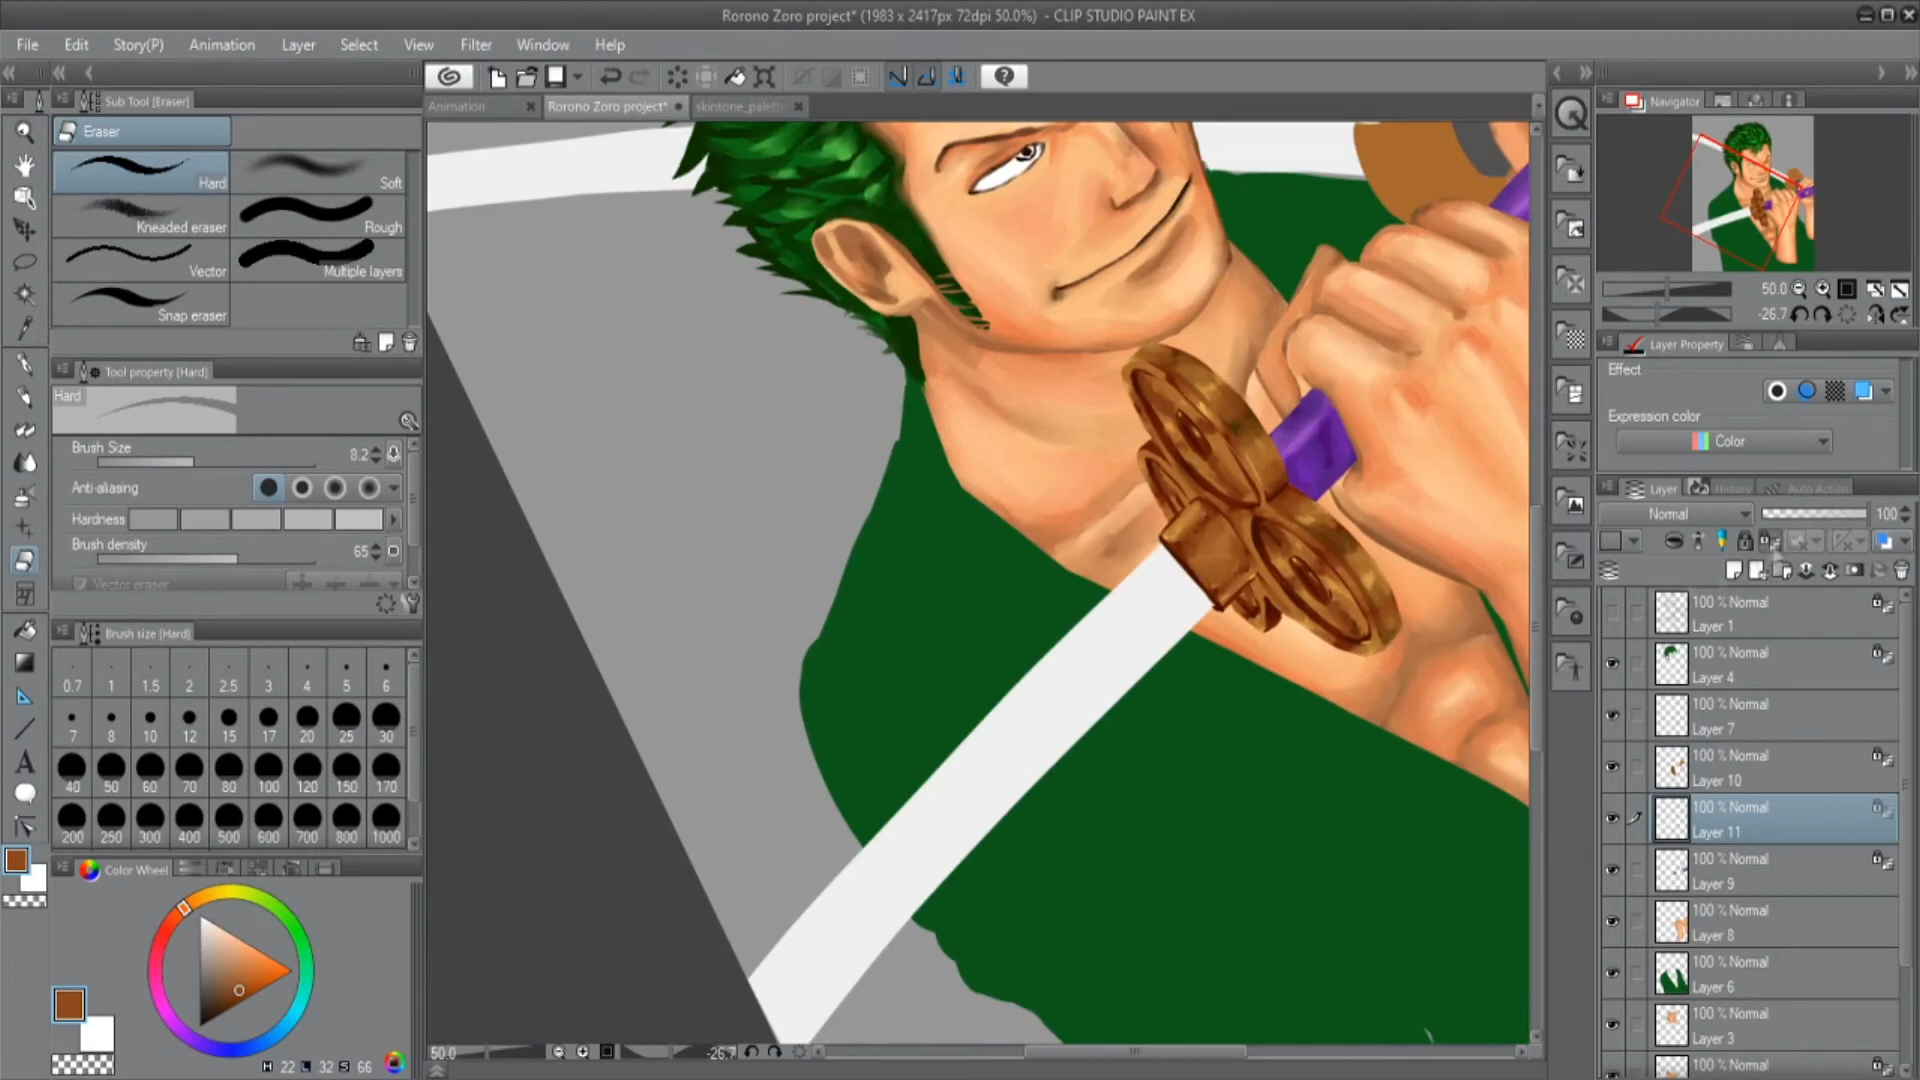 Rorono Zoro project* (1983 x 2417px 72dpi 50.0%) - CLIP STUDIO PAINT EX
File Edit Story(P) Animation Layer Select View Filter Window Help
Sub Tool [Eraser]
Eraser
Hard Soft
Kneaded eraser Rough
Vector Multiple layers
Snap eraser
Tool property [Hard]
Hard
Brush Size 8.2
Anti-aliasing
Hardness
Brush density 65
Vector eraser
Brush size [Hard]
0.7 1 1.5 2 2.5 3 4 5 6
7 8 10 12 15 17 20 25 30
40 50 60 70 80 100 120 150 170
200 250 300 400 500 600 700 800 1000
Color Wheel
H 22 L 32 S 66
Animation Rorono Zoro project* skintone_palett
50.0 -26.7
Navigator
50.0
-26.7
Layer Property
Effect
Expression color
Color
Layer History Auto Action
Normal 100
100 % Normal
Layer 1
100 % Normal
Layer 4
100 % Normal
Layer 7
100 % Normal
Layer 10
100 % Normal
Layer 11
100 % Normal
Layer 9
100 % Normal
Layer 8
100 % Normal
Layer 6
100 % Normal
Layer 3
100 % Normal